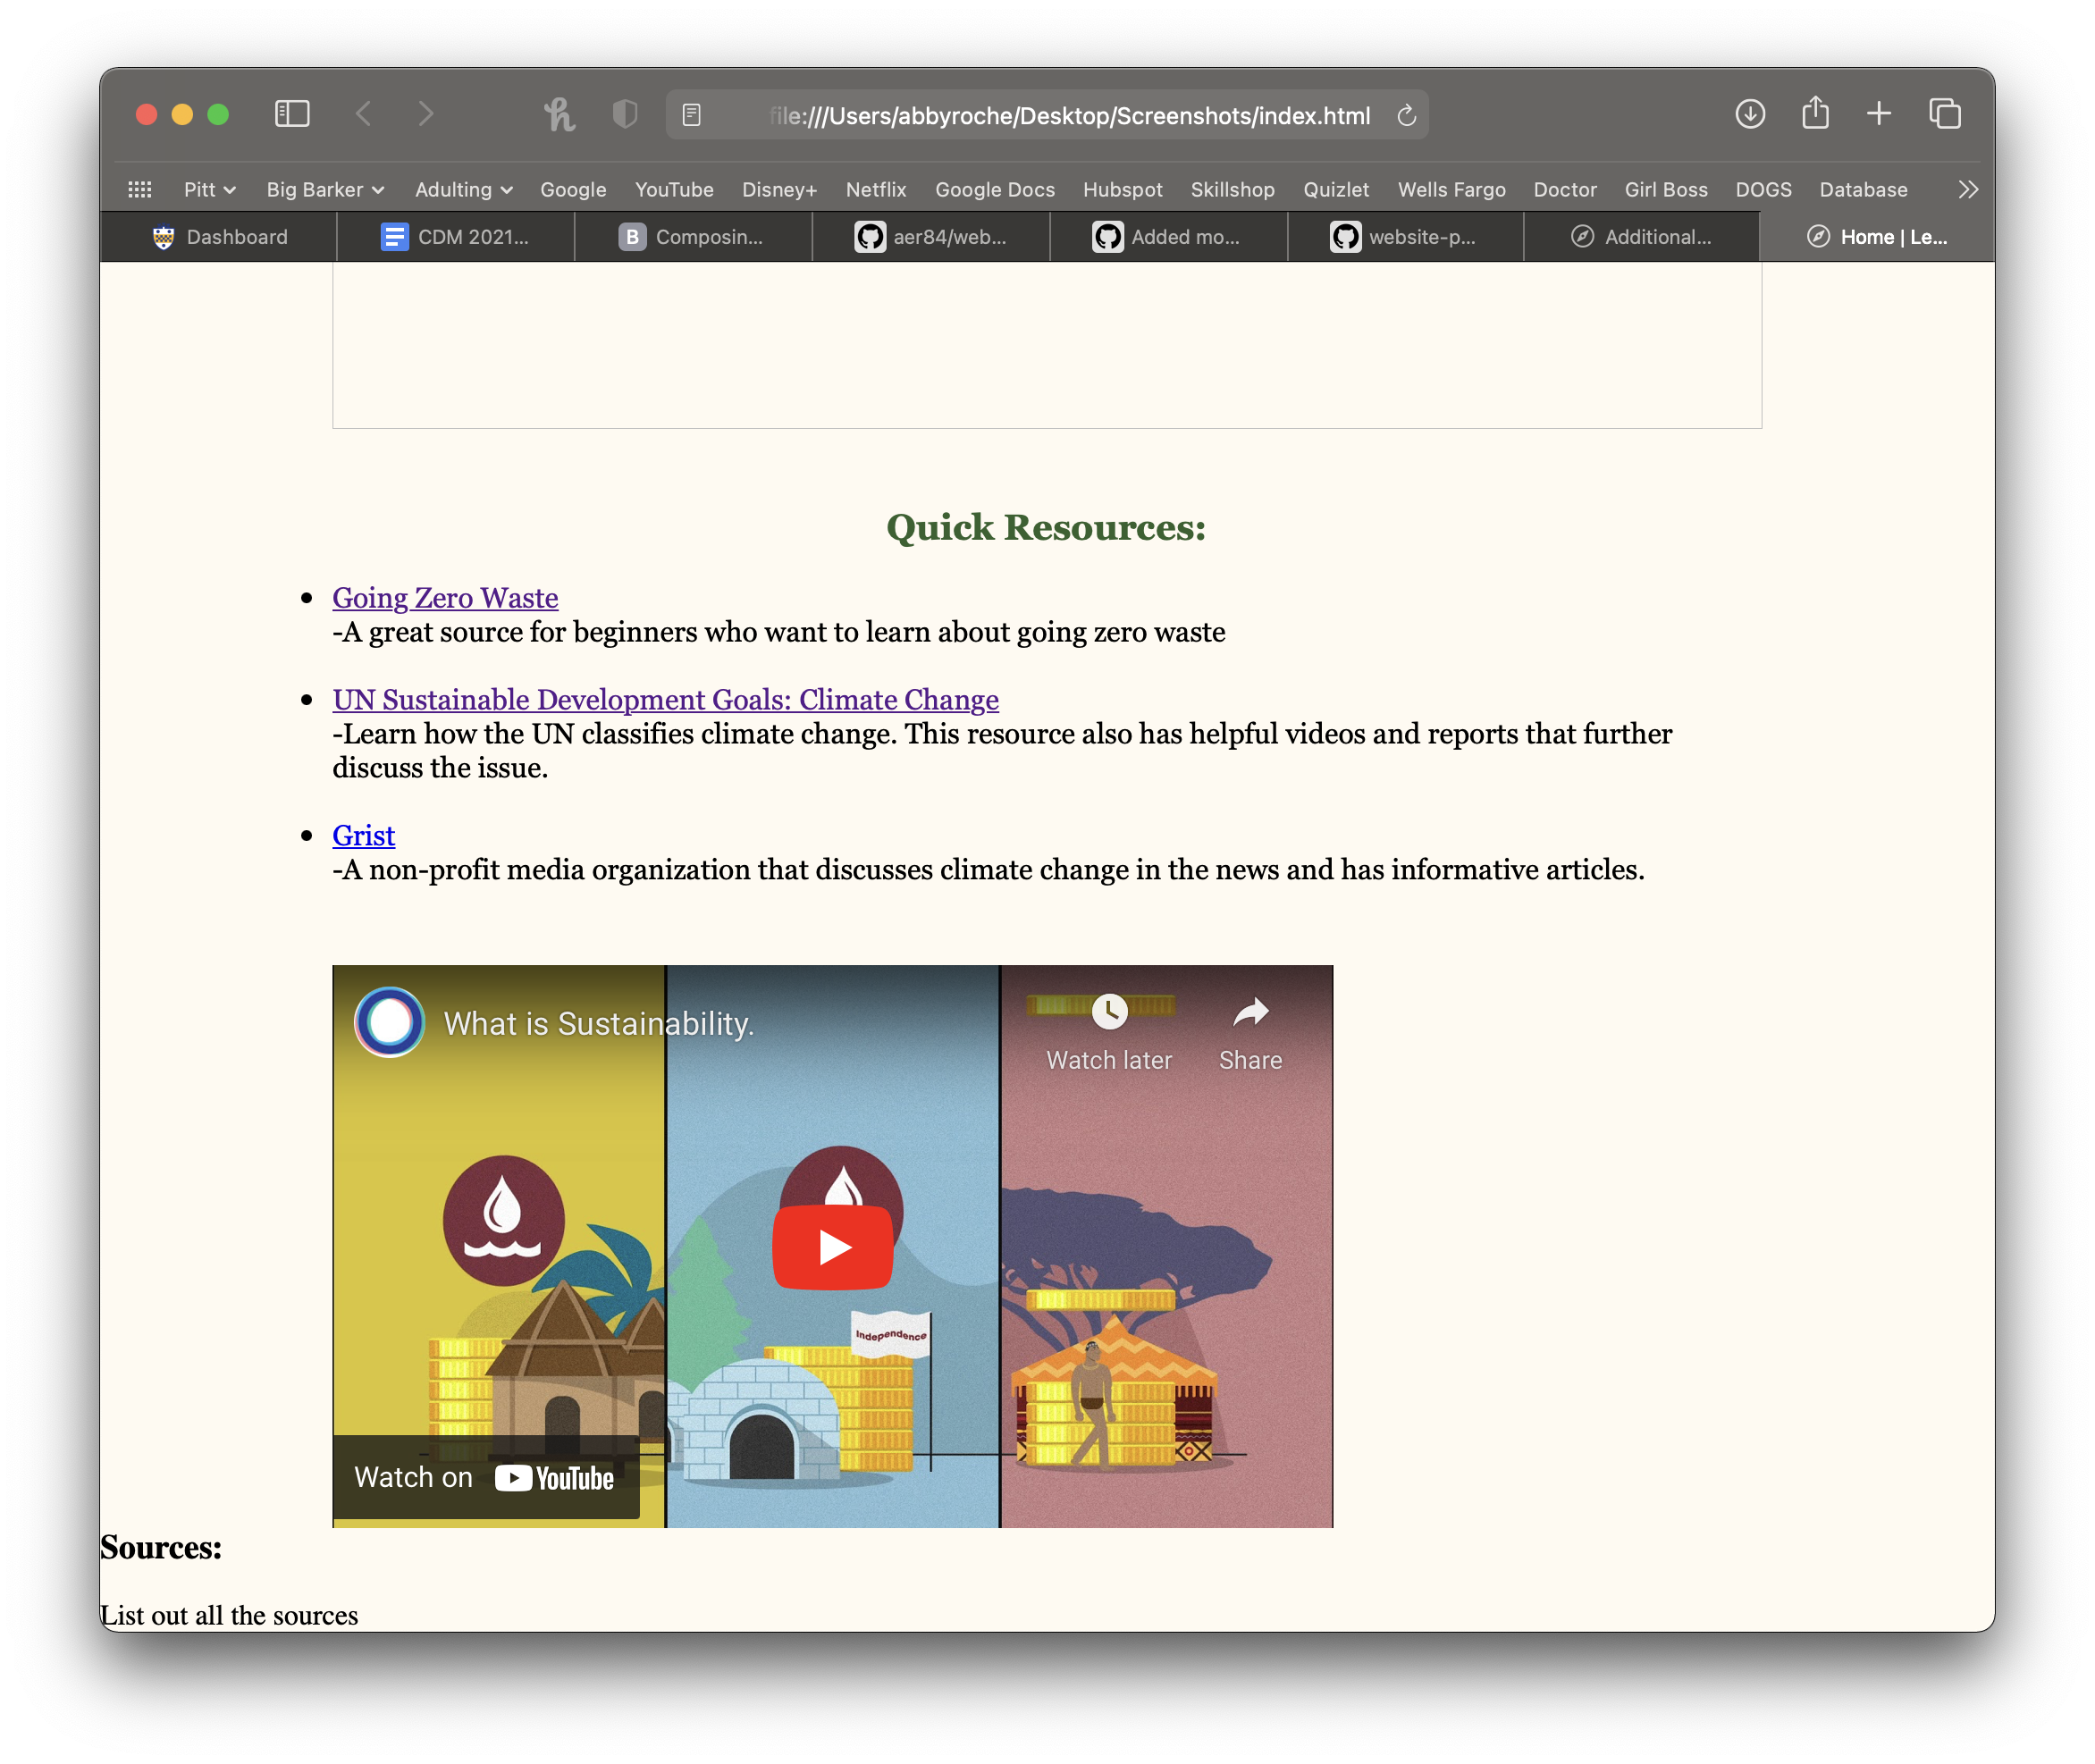 file:///Users/abbyroche/Desktop/Screenshots/index.html
Pitt Big Barker Adulting Google YouTube Disney+ Netflix Google Docs Hubspot Skillshop Quizlet Wells Fargo Doctor Girl Boss DOGS Database
Dashboard CDM 2021... B Composin... aer84/web... Added mo... website-p... Additional... Home | Le...
Quick Resources:
Going Zero Waste
-A great source for beginners who want to learn about going zero waste
UN Sustainable Development Goals: Climate Change
-Learn how the UN classifies climate change. This resource also has helpful videos and reports that further
discuss the issue.
Grist
-A non-profit media organization that discusses climate change in the news and has informative articles.
What is Sustainability.
Watch later Share
Independence
Watch on YouTube
Sources:
List out all the sources